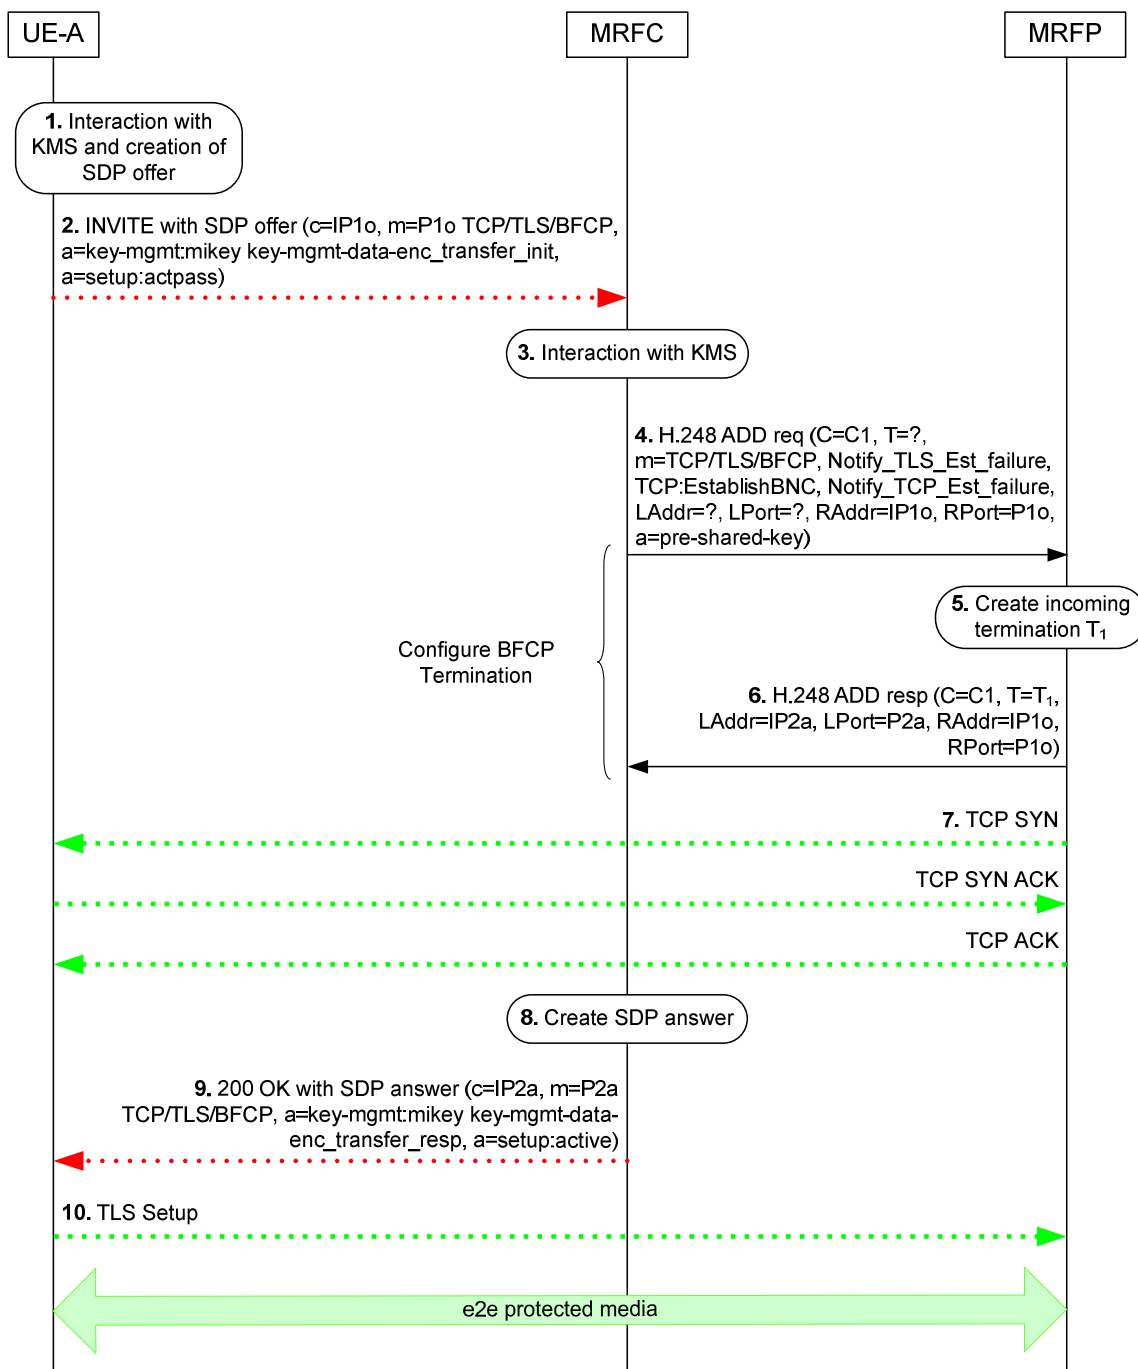 UE-A
MRFC
MRFP
1. Interaction with
KMS and creation of
SDP offer
2. INVITE with SDP offer (c=IP1o, m=P1o TCP/TLS/BFCP,
a=key-mgmt:mikey key-mgmt-data-enc_transfer_init,
a=setup:actpass)
3. Interaction with KMS
4. H.248 ADD req (C=C1, T=?,
m=TCP/TLS/BFCP, Notify_TLS_Est_failure,
TCP:EstablishBNC, Notify_TCP_Est_failure,
LAddr=?, LPort=?, RAddr=IP1o, RPort=P1o,
a=pre-shared-key)
5. Create incoming
termination T₁
Configure BFCP
Termination
6. H.248 ADD resp (C=C1, T=T₁,
LAddr=IP2a, LPort=P2a, RAddr=IP1o,
RPort=P1o)
7. TCP SYN
TCP SYN ACK
TCP ACK
8. Create SDP answer
9. 200 OK with SDP answer (c=IP2a, m=P2a
TCP/TLS/BFCP, a=key-mgmt:mikey key-mgmt-data-
enc_transfer_resp, a=setup:active)
10. TLS Setup
e2e protected media